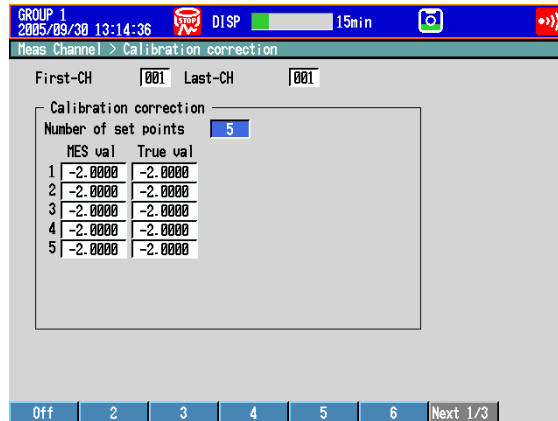 GROUP 1
2005/09/30 13:14:36 STOP DISP 15min
Meas Channel > Calibration correction
First-CH 001 Last-CH 001
Calibration correction
Number of set points 5
MES val True val
1 -2.0000 -2.0000
2 -2.0000 -2.0000
3 -2.0000 -2.0000
4 -2.0000 -2.0000
5 -2.0000 -2.0000
Off 2 3 4 5 6 Next 1/3